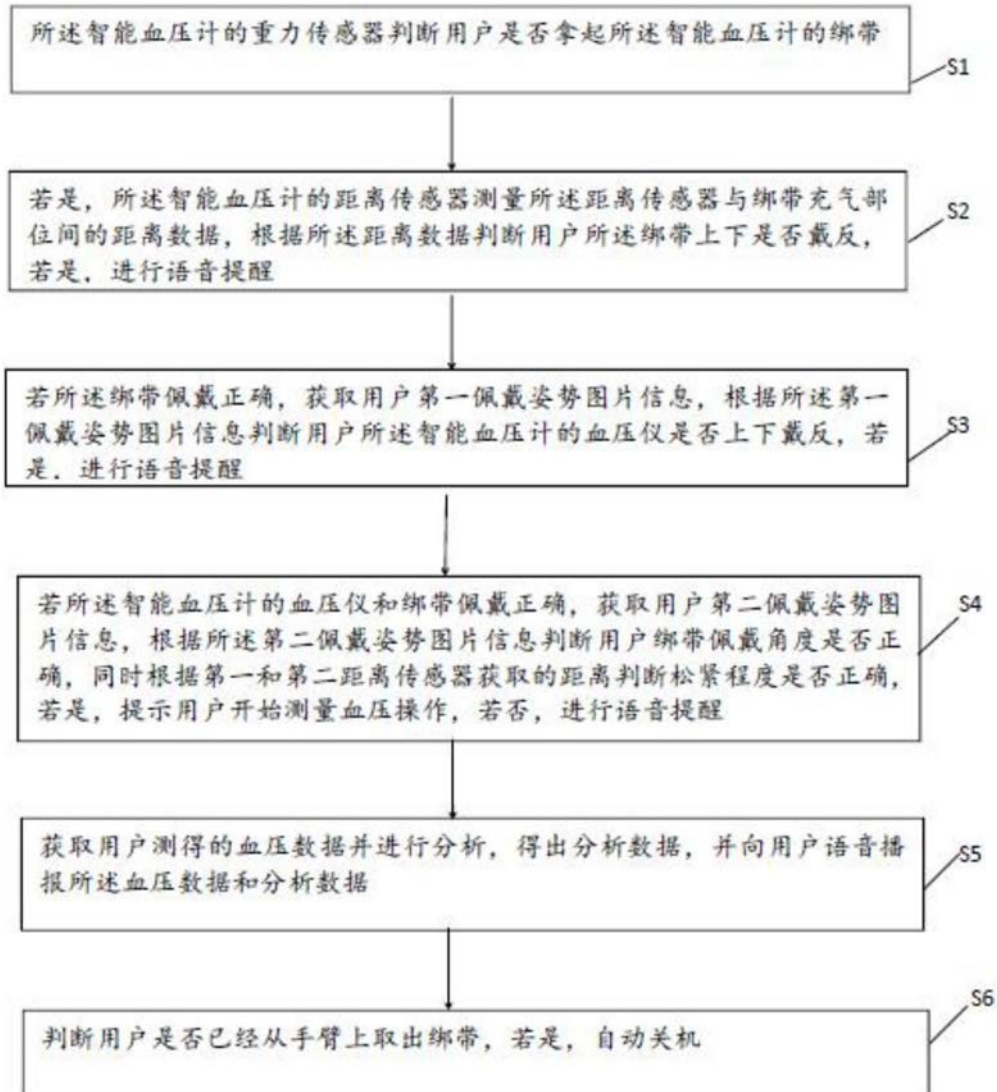 所述智能血压计的重力传感器判断用户是否拿起所述智能血压计的绑带
S1
若是，所述智能血压计的距离传感器测量所述距离传感器与绑带充气部
位间的距离数据，根据所述距离数据判断用户所述绑带上下是否戴反，
若是，进行语音提醒
S2
若所述绑带佩戴正确，获取用户第一佩戴姿势图片信息，根据所述第一
佩戴姿势图片信息判断用户所述智能血压计的血压仪是否上下戴反，若
是，进行语音提醒
S3
若所述智能血压计的血压仪和绑带佩戴正确，获取用户第二佩戴姿势图
片信息，根据所述第二佩戴姿势图片信息判断用户绑带佩戴角度是否正
确，同时根据第一和第二距离传感器获取的距离判断松紧程度是否正确，
若是，提示用户开始测量血压操作，若否，进行语音提醒
S4
获取用户测得的血压数据并进行分析，得出分析数据，并向用户语音播
报所述血压数据和分析数据
S5
判断用户是否已经从手臂上取出绑带，若是，自动关机
S6